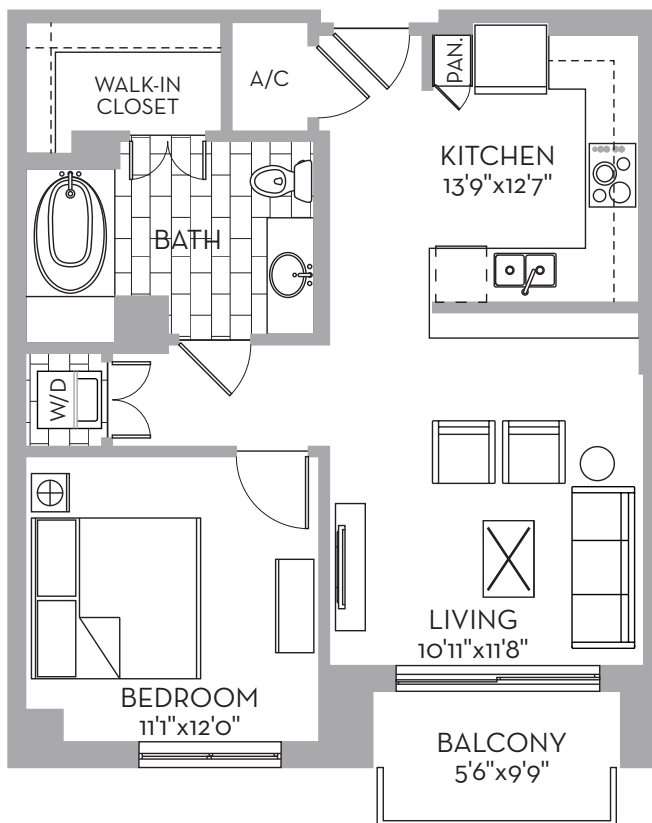 WALK-IN
CLOSET
A/C
PAN.
KITCHEN
13'9"x12'7"
BATH
W/D
LIVING
10'11"x11'8"
BEDROOM
11'1"x12'0"
BALCONY
5'6"x9'9"